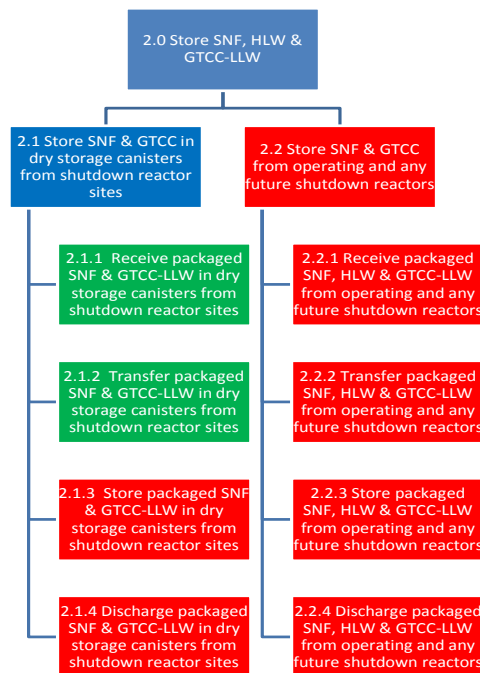 2.0 Store SNF, HLW &
GTCC-LLW
2.1 Store SNF & GTCC in
dry storage canisters
from shutdown reactor
sites
2.2 Store SNF & GTCC
from operating and any
future shutdown reactors
2.1.1 Receive packaged
SNF & GTCC-LLW in dry
storage canisters from
shutdown reactor sites
2.2.1 Receive packaged
SNF, HLW & GTCC-LLW
from operating and any
future shutdown reactors
2.1.2 Transfer packaged
SNF & GTCC-LLW in dry
storage canisters from
shutdown reactor sites
2.2.2 Transfer packaged
SNF, HLW & GTCC-LLW
from operating and any
future shutdown reactors
2.1.3 Store packaged SNF
& GTCC-LLW in dry
storage canisters from
shutdown reactor sites
2.2.3 Store packaged
SNF, HLW & GTCC-LLW
from operating and any
future shutdown reactors
2.1.4 Discharge packaged
SNF & GTCC-LLW in dry
storage canisters from
shutdown reactor sites
2.2.4 Discharge packaged
SNF, HLW & GTCC-LLW
from operating and any
future shutdown reactors